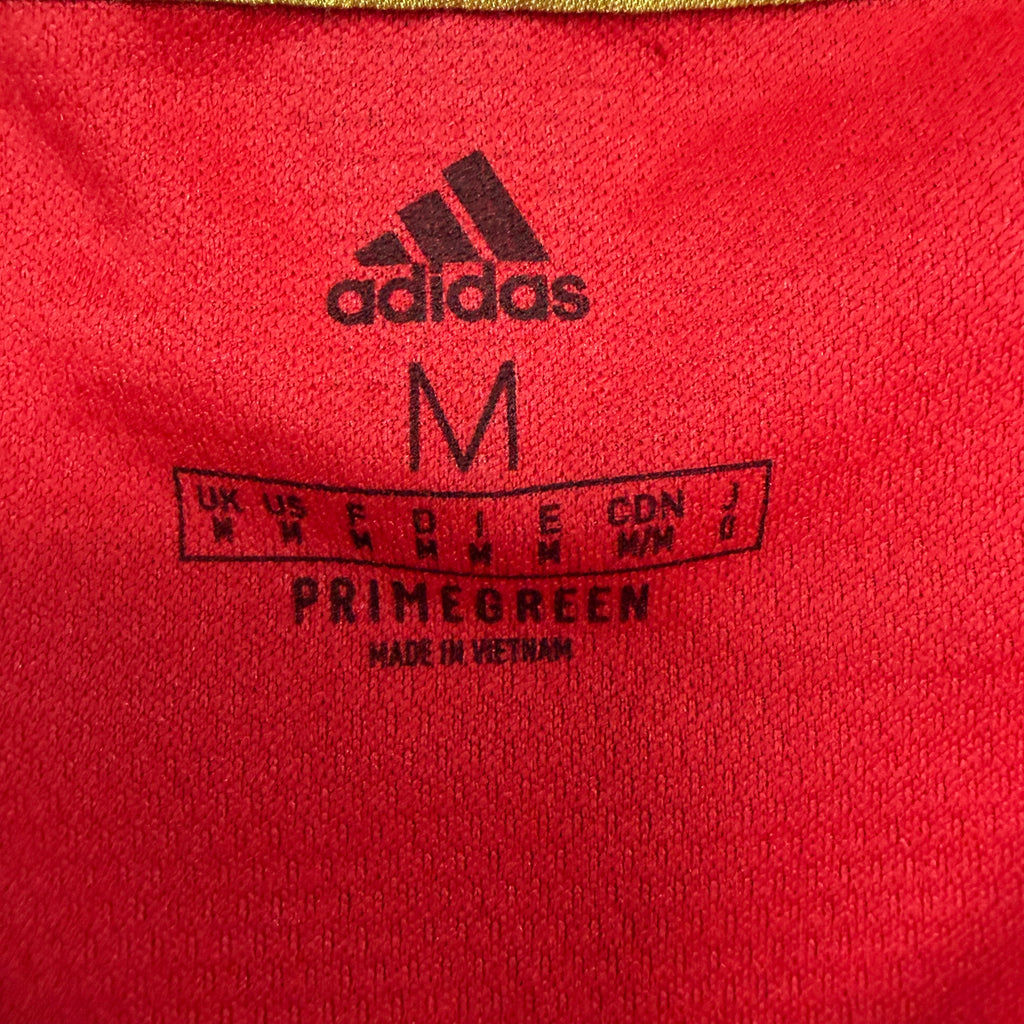 adidas
M
UK US F D I E CDN J
M M M M M M M/M O
PRIMEGREEN
MADE IN VIETNAM